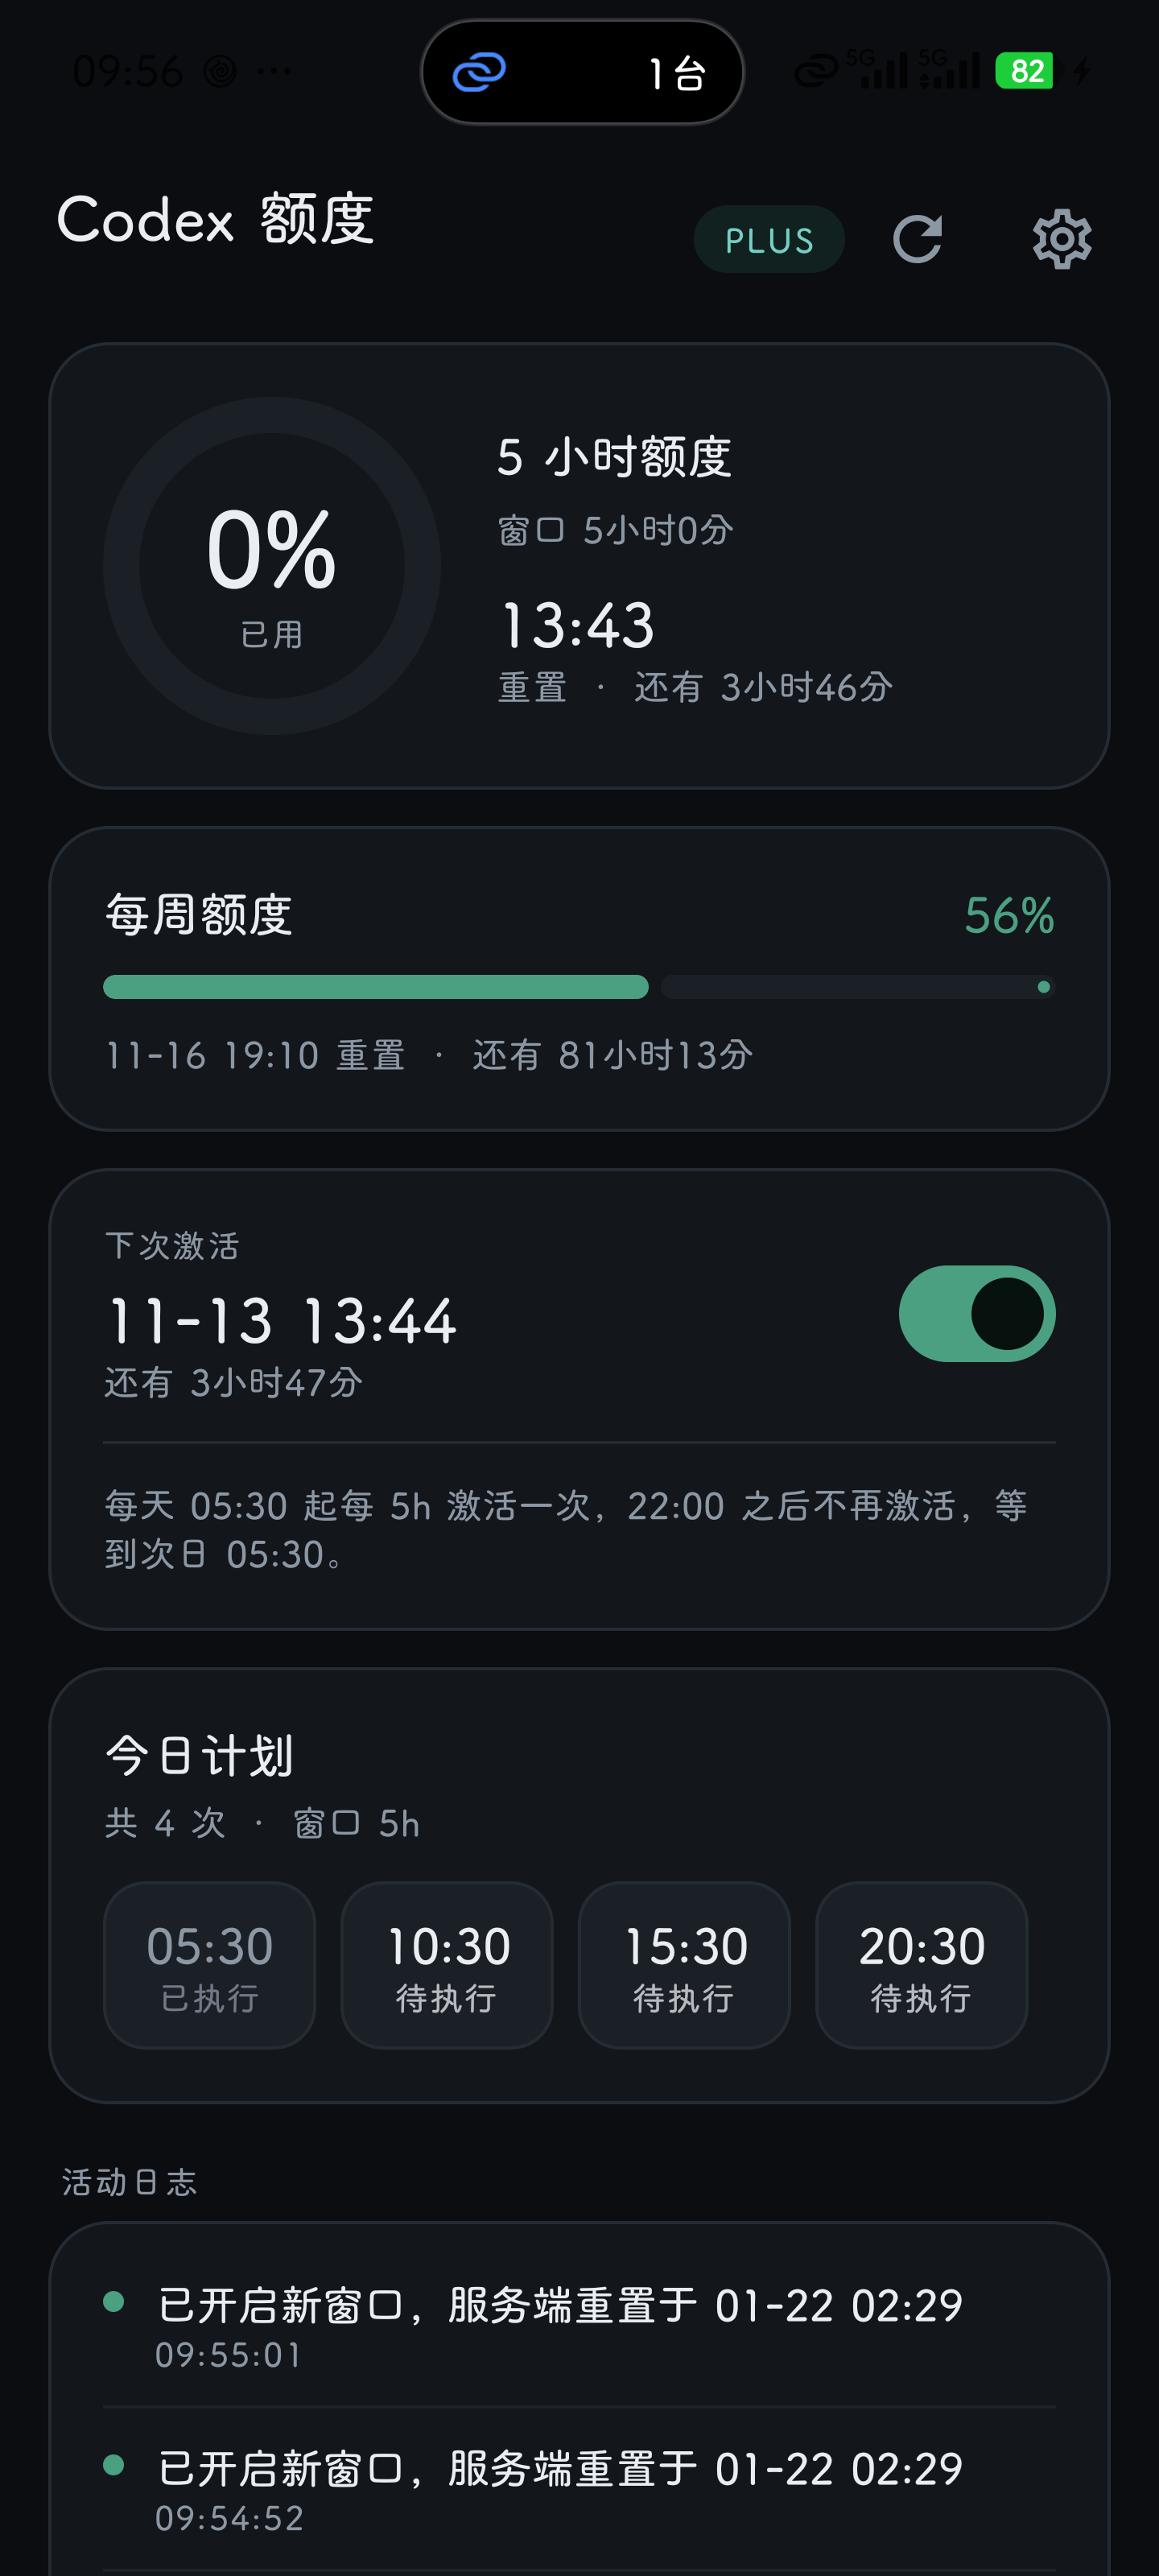 09:56 ···
1台
5G 5G 82
Codex 额度
PLUS
0%
已用
5 小时额度
窗口 5小时0分
13:43
重置 · 还有 3小时46分
每周额度
56%
11-16 19:10 重置 · 还有 81小时13分
下次激活
11-13 13:44
还有 3小时47分
每天 05:30 起每 5h 激活一次，22:00 之后不再激活，等
到次日 05:30。
今日计划
共 4 次 · 窗口 5h
05:30 10:30 15:30 20:30
已执行 待执行 待执行 待执行
活动日志
已开启新窗口，服务端重置于 01-22 02:29
09:55:01
已开启新窗口，服务端重置于 01-22 02:29
09:54:52